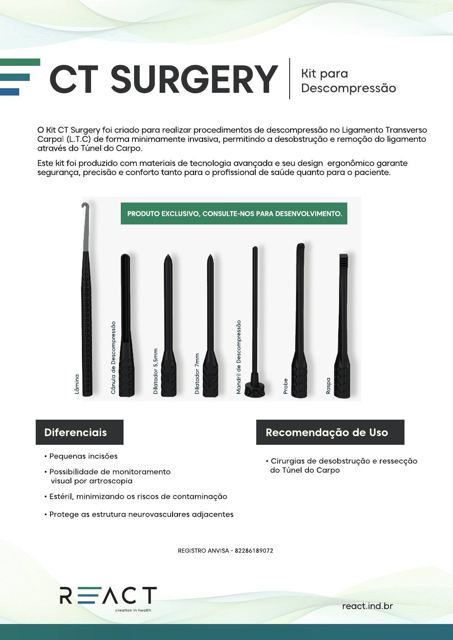 CT SURGERY
Kit para
Descompressão
O Kit CT Surgery foi criado para realizar procedimentos de descompressão no Ligamento Transverso
Carpal (L.T.C) de forma minimamente invasiva, permitindo a desobstrução e remoção do ligamento
através do Túnel do Carpo.
Este kit foi produzido com materiais de tecnologia avançada e seu design ergonômico garante
segurança, precisão e conforto tanto para o profissional de saúde quanto para o paciente.
PRODUTO EXCLUSIVO, CONSULTE-NOS PARA DESENVOLVIMENTO.
Lâmina
Cânula de Descompressão
Dilatador 5,5mm
Dilatador 7mm
Mandril de Descompressão
Probe
Raspa
Diferenciais
• Pequenas incisões
• Possibilidade de monitoramento
visual por artroscopia
• Estéril, minimizando os riscos de contaminação
• Protege as estrutura neurovasculares adjacentes
Recomendação de Uso
• Cirurgias de desobstrução e ressecção
do Túnel do Carpo
REGISTRO ANVISA - 82286189072
REACT
creation in health
react.ind.br